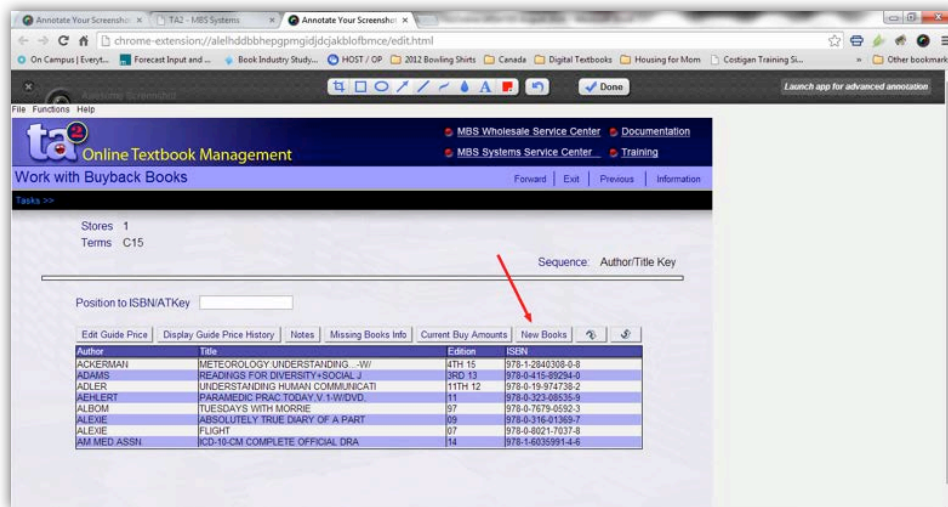 Annotate Your Screenshot
TA2 - MBS Systems
Annotate Your Screenshot
chrome-extension://alelhddbbhepgpmgidjdcjakblofbmce/edit.html
On Campus | Everyt... Forecast Input and ... Book Industry Study... HOST / OP 2012 Bowling Shirts Canada Digital Textbooks Housing for Mom Costigan Training Si... » Other bookmark
Awesome Screenshot
A Done Launch app for advanced annotation
File Functions Help
ta2 Online Textbook Management
MBS Wholesale Service Center Documentation
MBS Systems Service Center Training
Work with Buyback Books Forward | Exit | Previous | Information
Tasks >>
Stores 1
Terms C15
Sequence: Author/Title Key
Position to ISBN/ATKey
Edit Guide Price Display Guide Price History Notes Missing Books Info Current Buy Amounts New Books
Author Title Edition ISBN
ACKERMAN METEOROLOGY:UNDERSTANDING...-W/ 4TH 15 978-1-2840308-0-8
ADAMS READINGS FOR DIVERSITY+SOCIAL J 3RD 13 978-0-415-89294-0
ADLER UNDERSTANDING HUMAN COMMUNICATI 11TH 12 978-0-19-974738-2
AEHLERT PARAMEDIC PRAC.TODAY,V.1-W/DVD. 11 978-0-323-08535-9
ALBOM TUESDAYS WITH MORRIE 97 978-0-7679-0592-3
ALEXIE ABSOLUTELY TRUE DIARY OF A PART 09 978-0-316-01369-7
ALEXIE FLIGHT 07 978-0-8021-7037-8
AM MED ASSN. ICD-10-CM COMPLETE OFFICIAL DRA 14 978-1-6035991-4-6